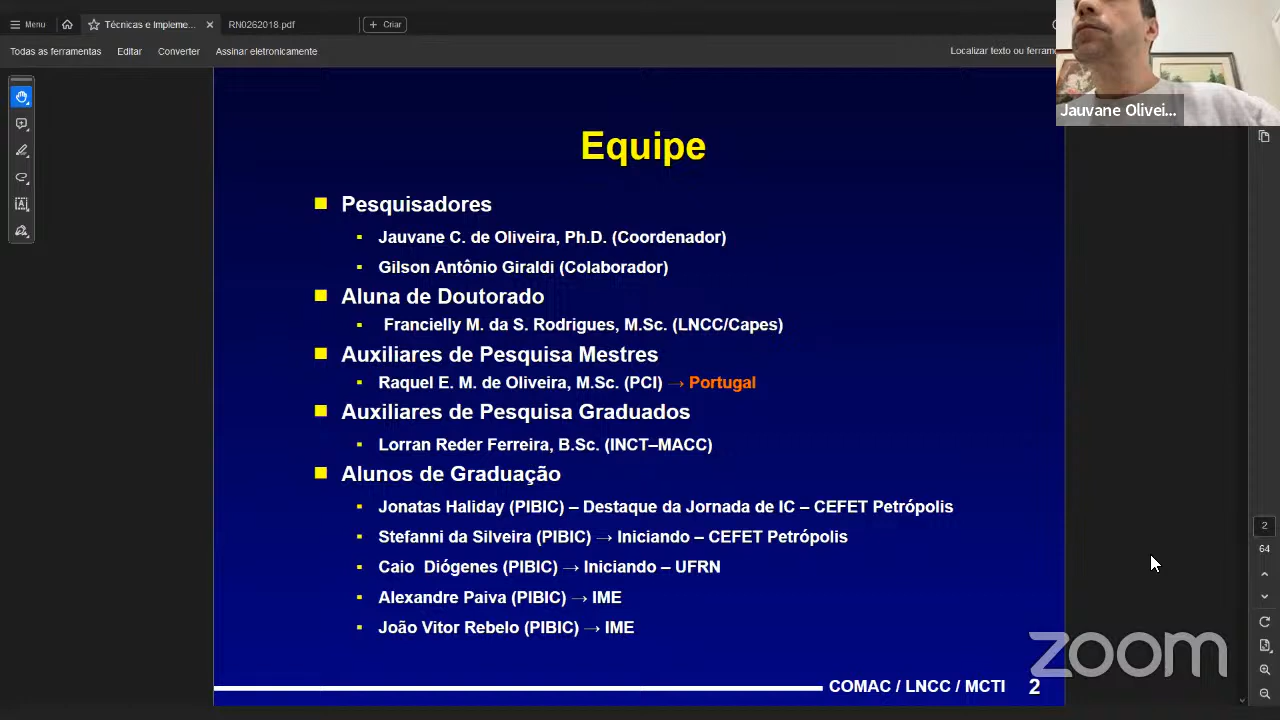 Menu
Técnicas e Impleme...
RN0262018.pdf
Criar
Todas as ferramentas
Editar
Converter
Assinar eletronicamente
Localizar texto ou ferram
Jauvane Olivei...
Equipe
Pesquisadores
Jauvane C. de Oliveira, Ph.D. (Coordenador)
Gilson Antônio Giraldi (Colaborador)
Aluna de Doutorado
Francielly M. da S. Rodrigues, M.Sc. (LNCC/Capes)
Auxiliares de Pesquisa Mestres
Raquel E. M. de Oliveira, M.Sc. (PCI) → Portugal
Auxiliares de Pesquisa Graduados
Lorran Reder Ferreira, B.Sc. (INCT–MACC)
Alunos de Graduação
Jonatas Haliday (PIBIC) – Destaque da Jornada de IC – CEFET Petrópolis
Stefanni da Silveira (PIBIC) → Iniciando – CEFET Petrópolis
Caio Diógenes (PIBIC) → Iniciando – UFRN
Alexandre Paiva (PIBIC) → IME
João Vitor Rebelo (PIBIC) → IME
COMAC / LNCC / MCTI 2
2
64
zoom